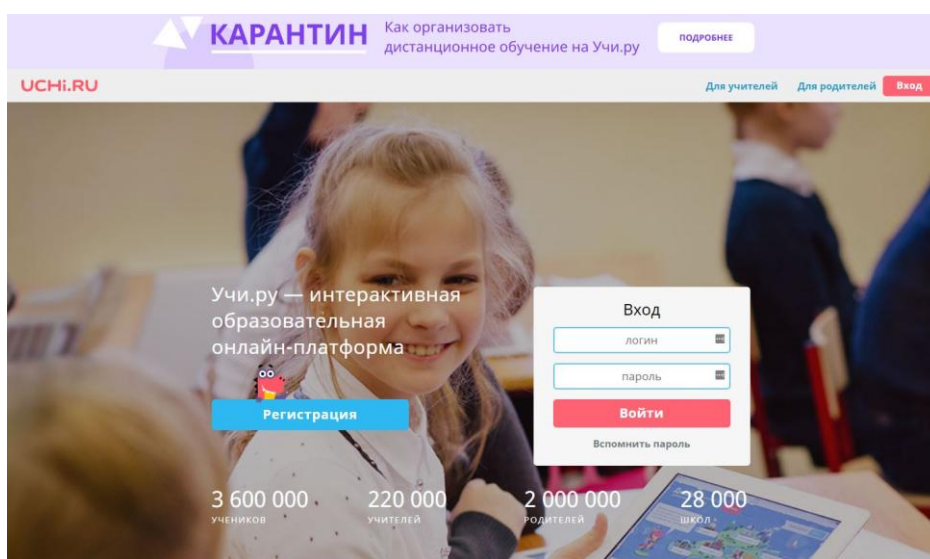 КАРАНТИН
Как организовать
дистанционное обучение на Учи.ру
ПОДРОБНЕЕ
UCHi.RU
Для учителей
Для родителей
Вход
Учи.ру — интерактивная
образовательная
онлайн-платформа
Регистрация
Вход
логин
пароль
Войти
Вспомнить пароль
3 600 000
УЧЕНИКОВ
220 000
УЧИТЕЛЕЙ
2 000 000
РОДИТЕЛЕЙ
28 000
ШКОЛ